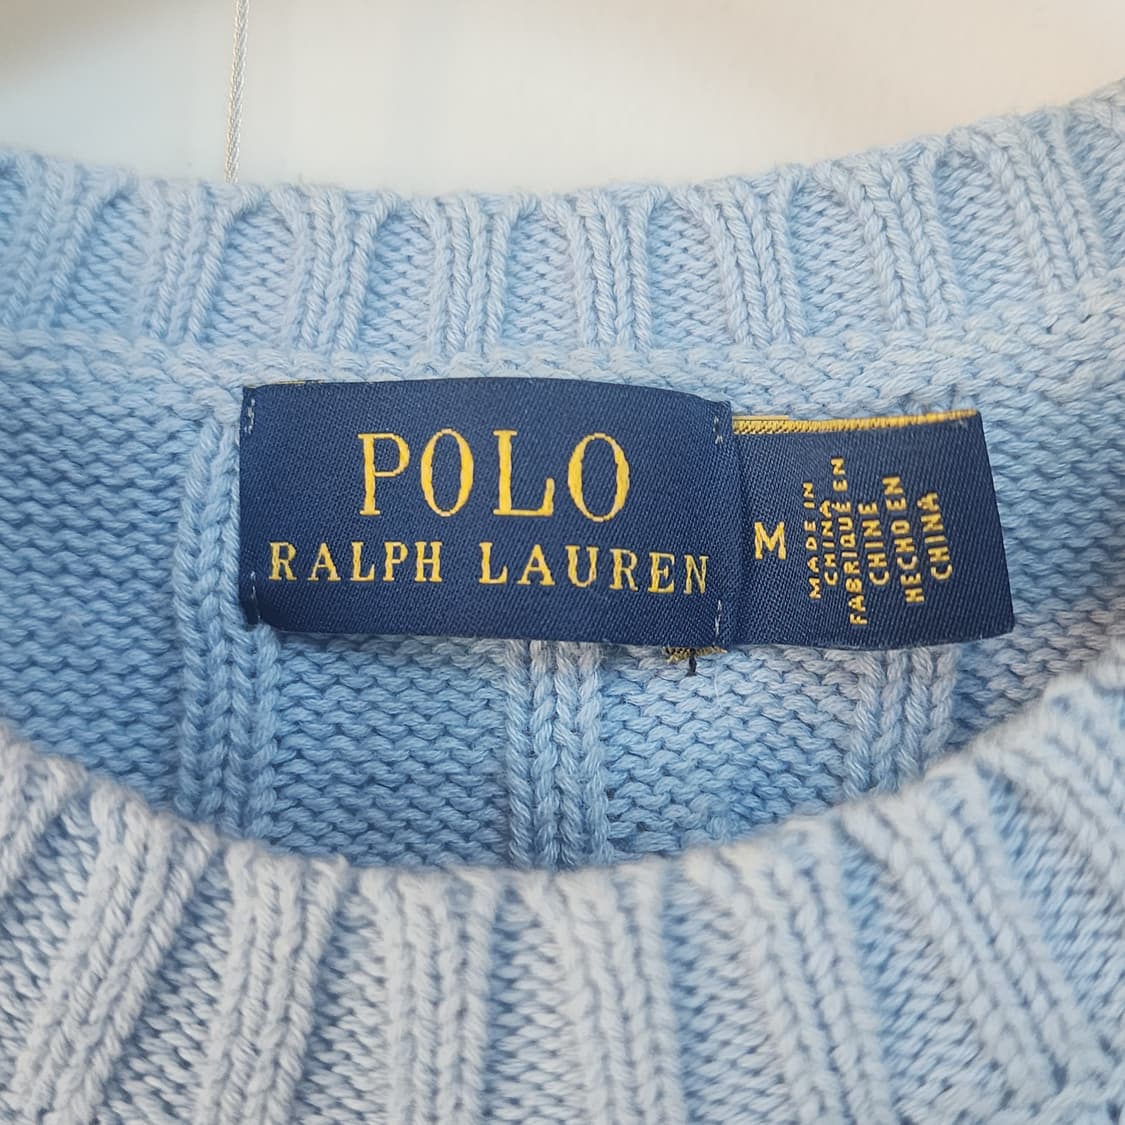 POLO
RALPH LAUREN
M
MADE IN
CHINA
FABRIQUÉ EN
CHINE
HECHO EN
CHINA